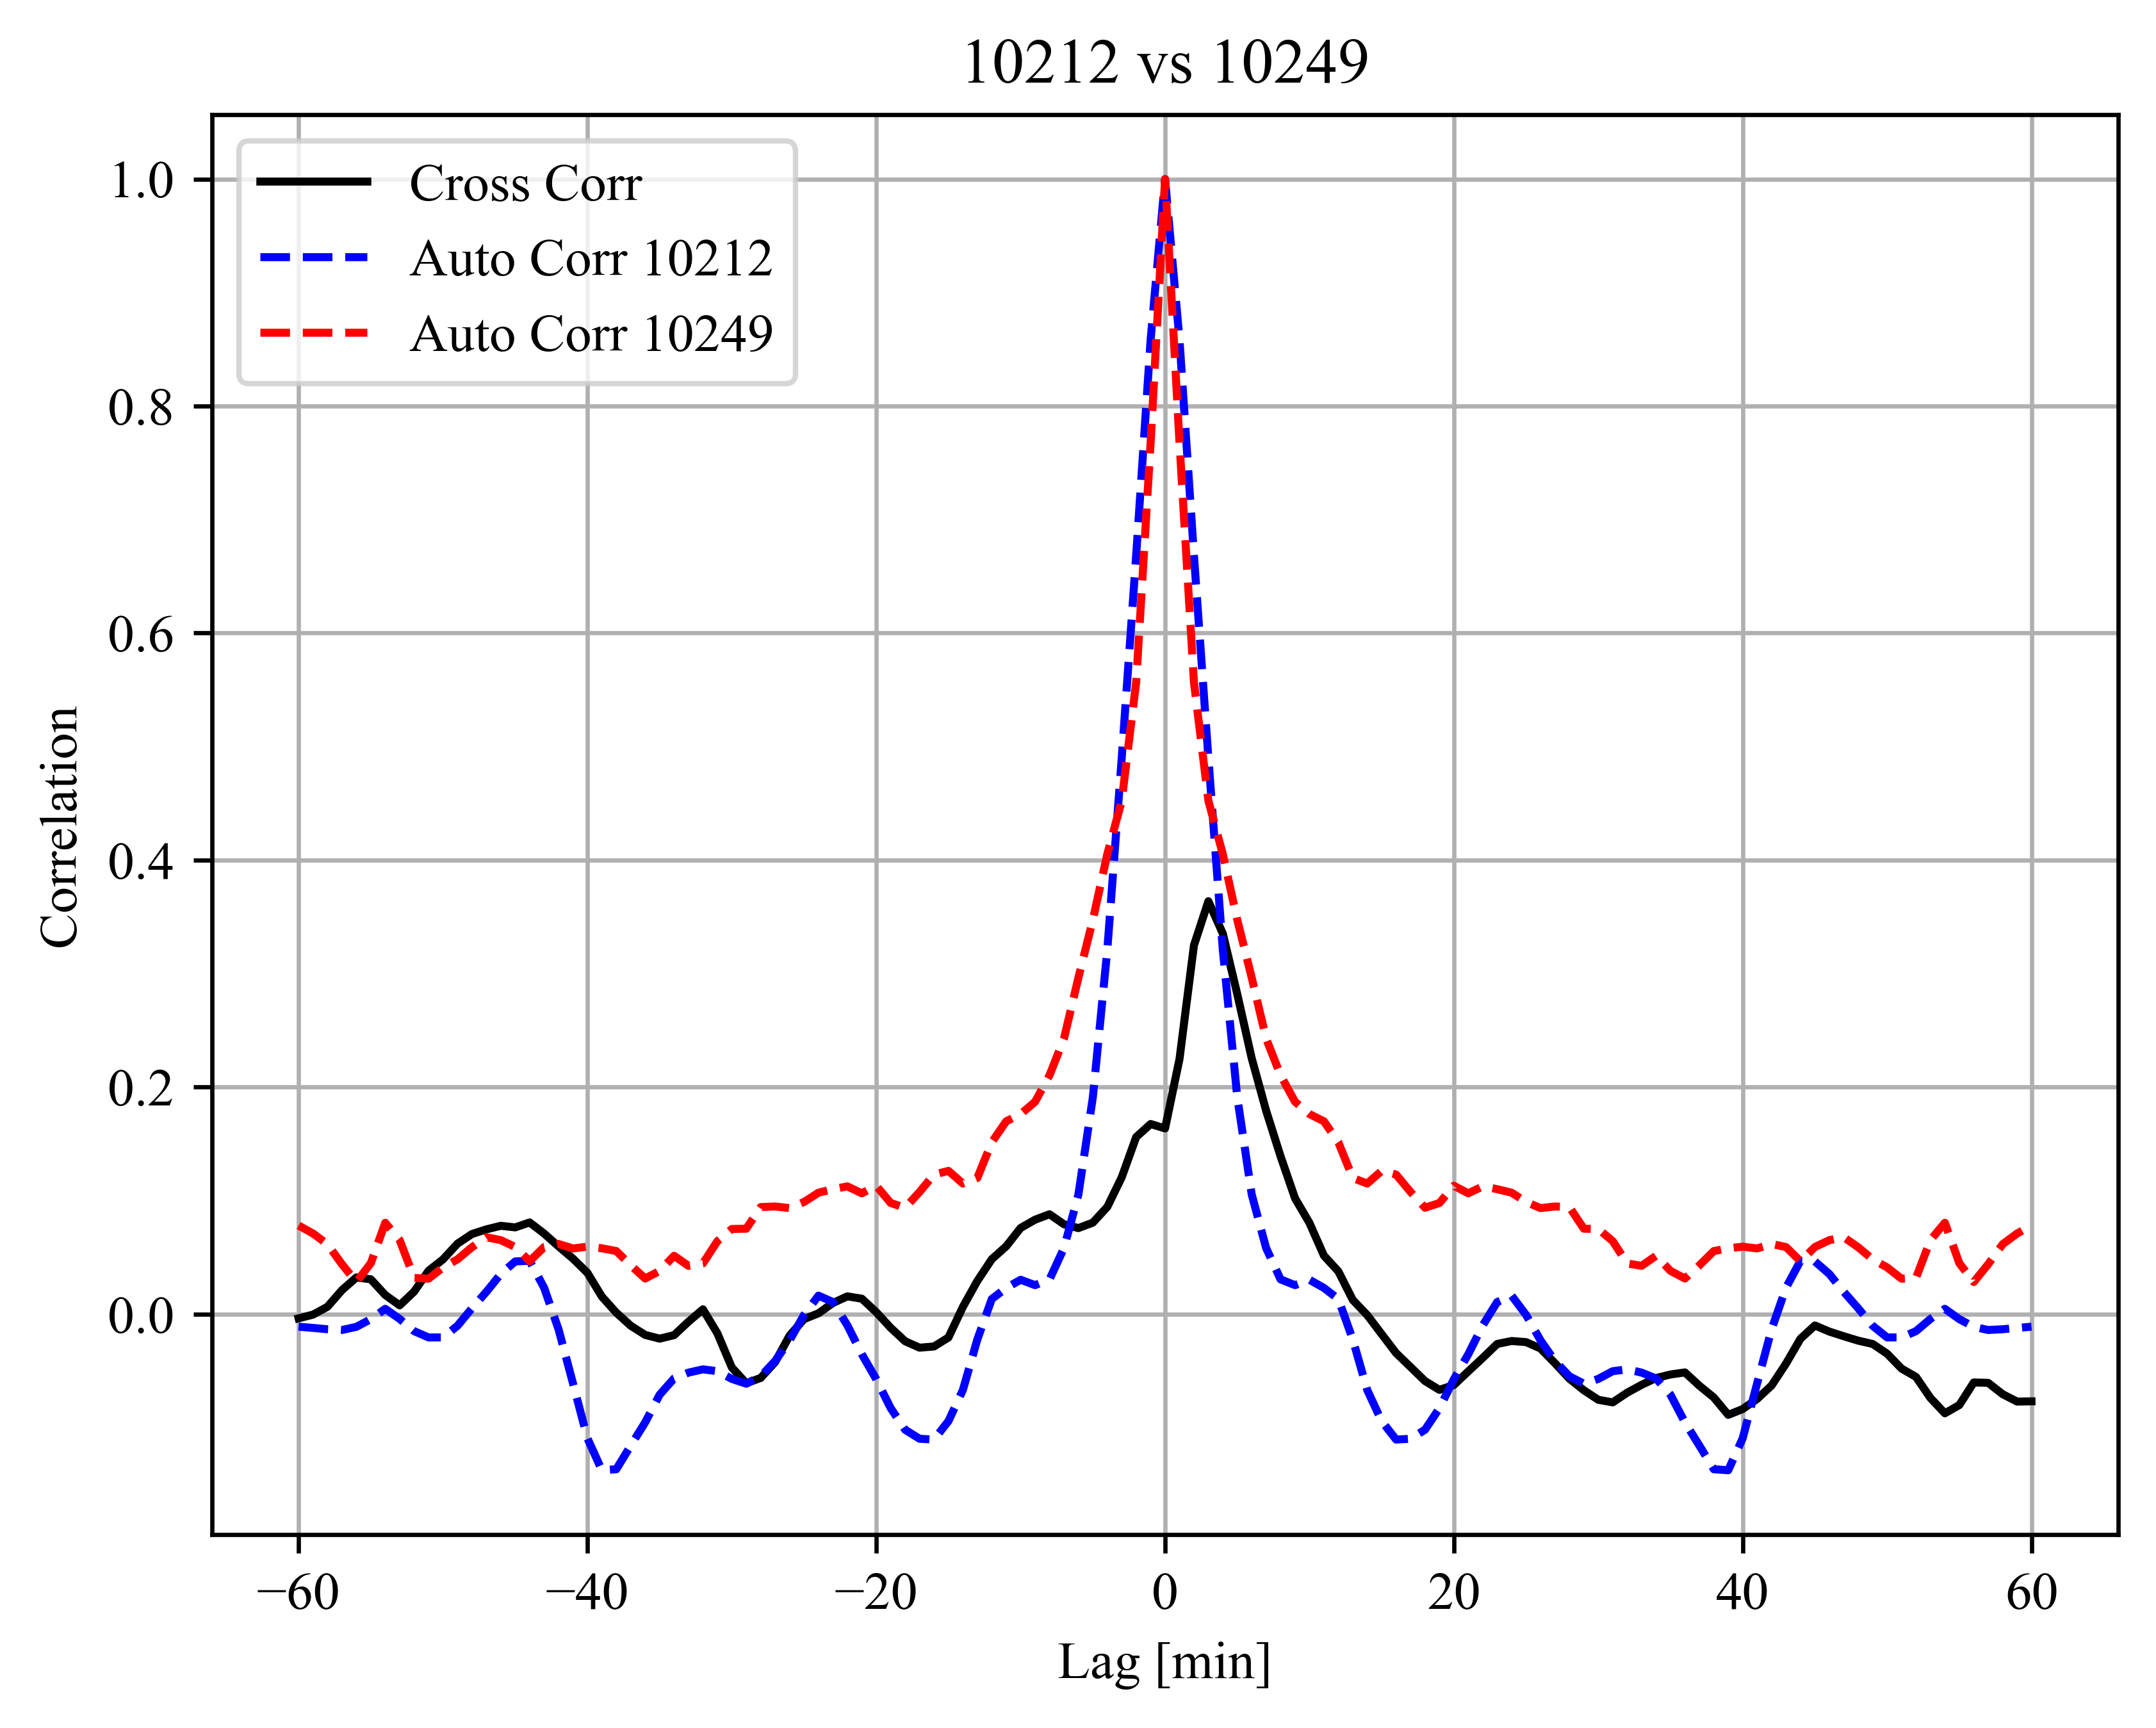 10212 vs 10249
Cross Corr
Auto Corr 10212
Auto Corr 10249
1.0
0.8
0.6
0.4
0.2
0.0
Correlation
−60 −40 −20 0 20 40 60
Lag [min]